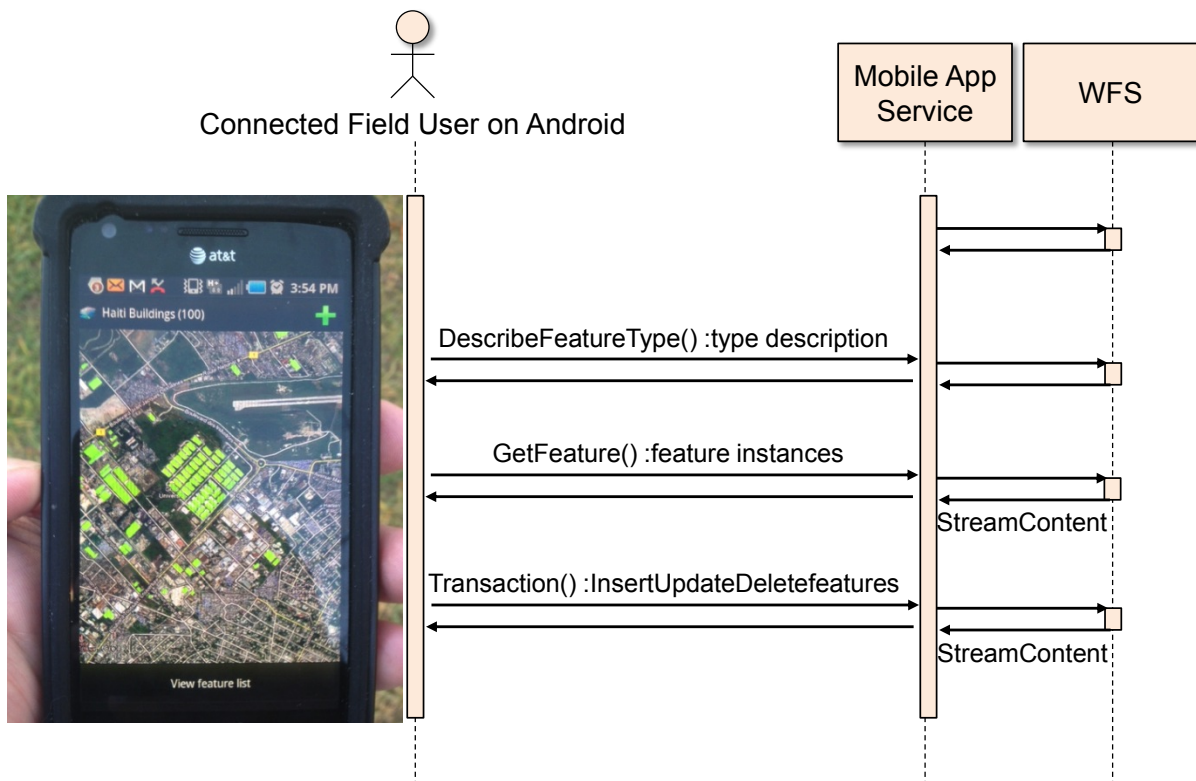 Connected Field User on Android
Mobile App
Service
WFS
at&t
3:54 PM
Haiti Buildings (100)
DescribeFeatureType() :type description
GetFeature() :feature instances
StreamContent
Transaction() :InsertUpdateDeletefeatures
StreamContent
View feature list